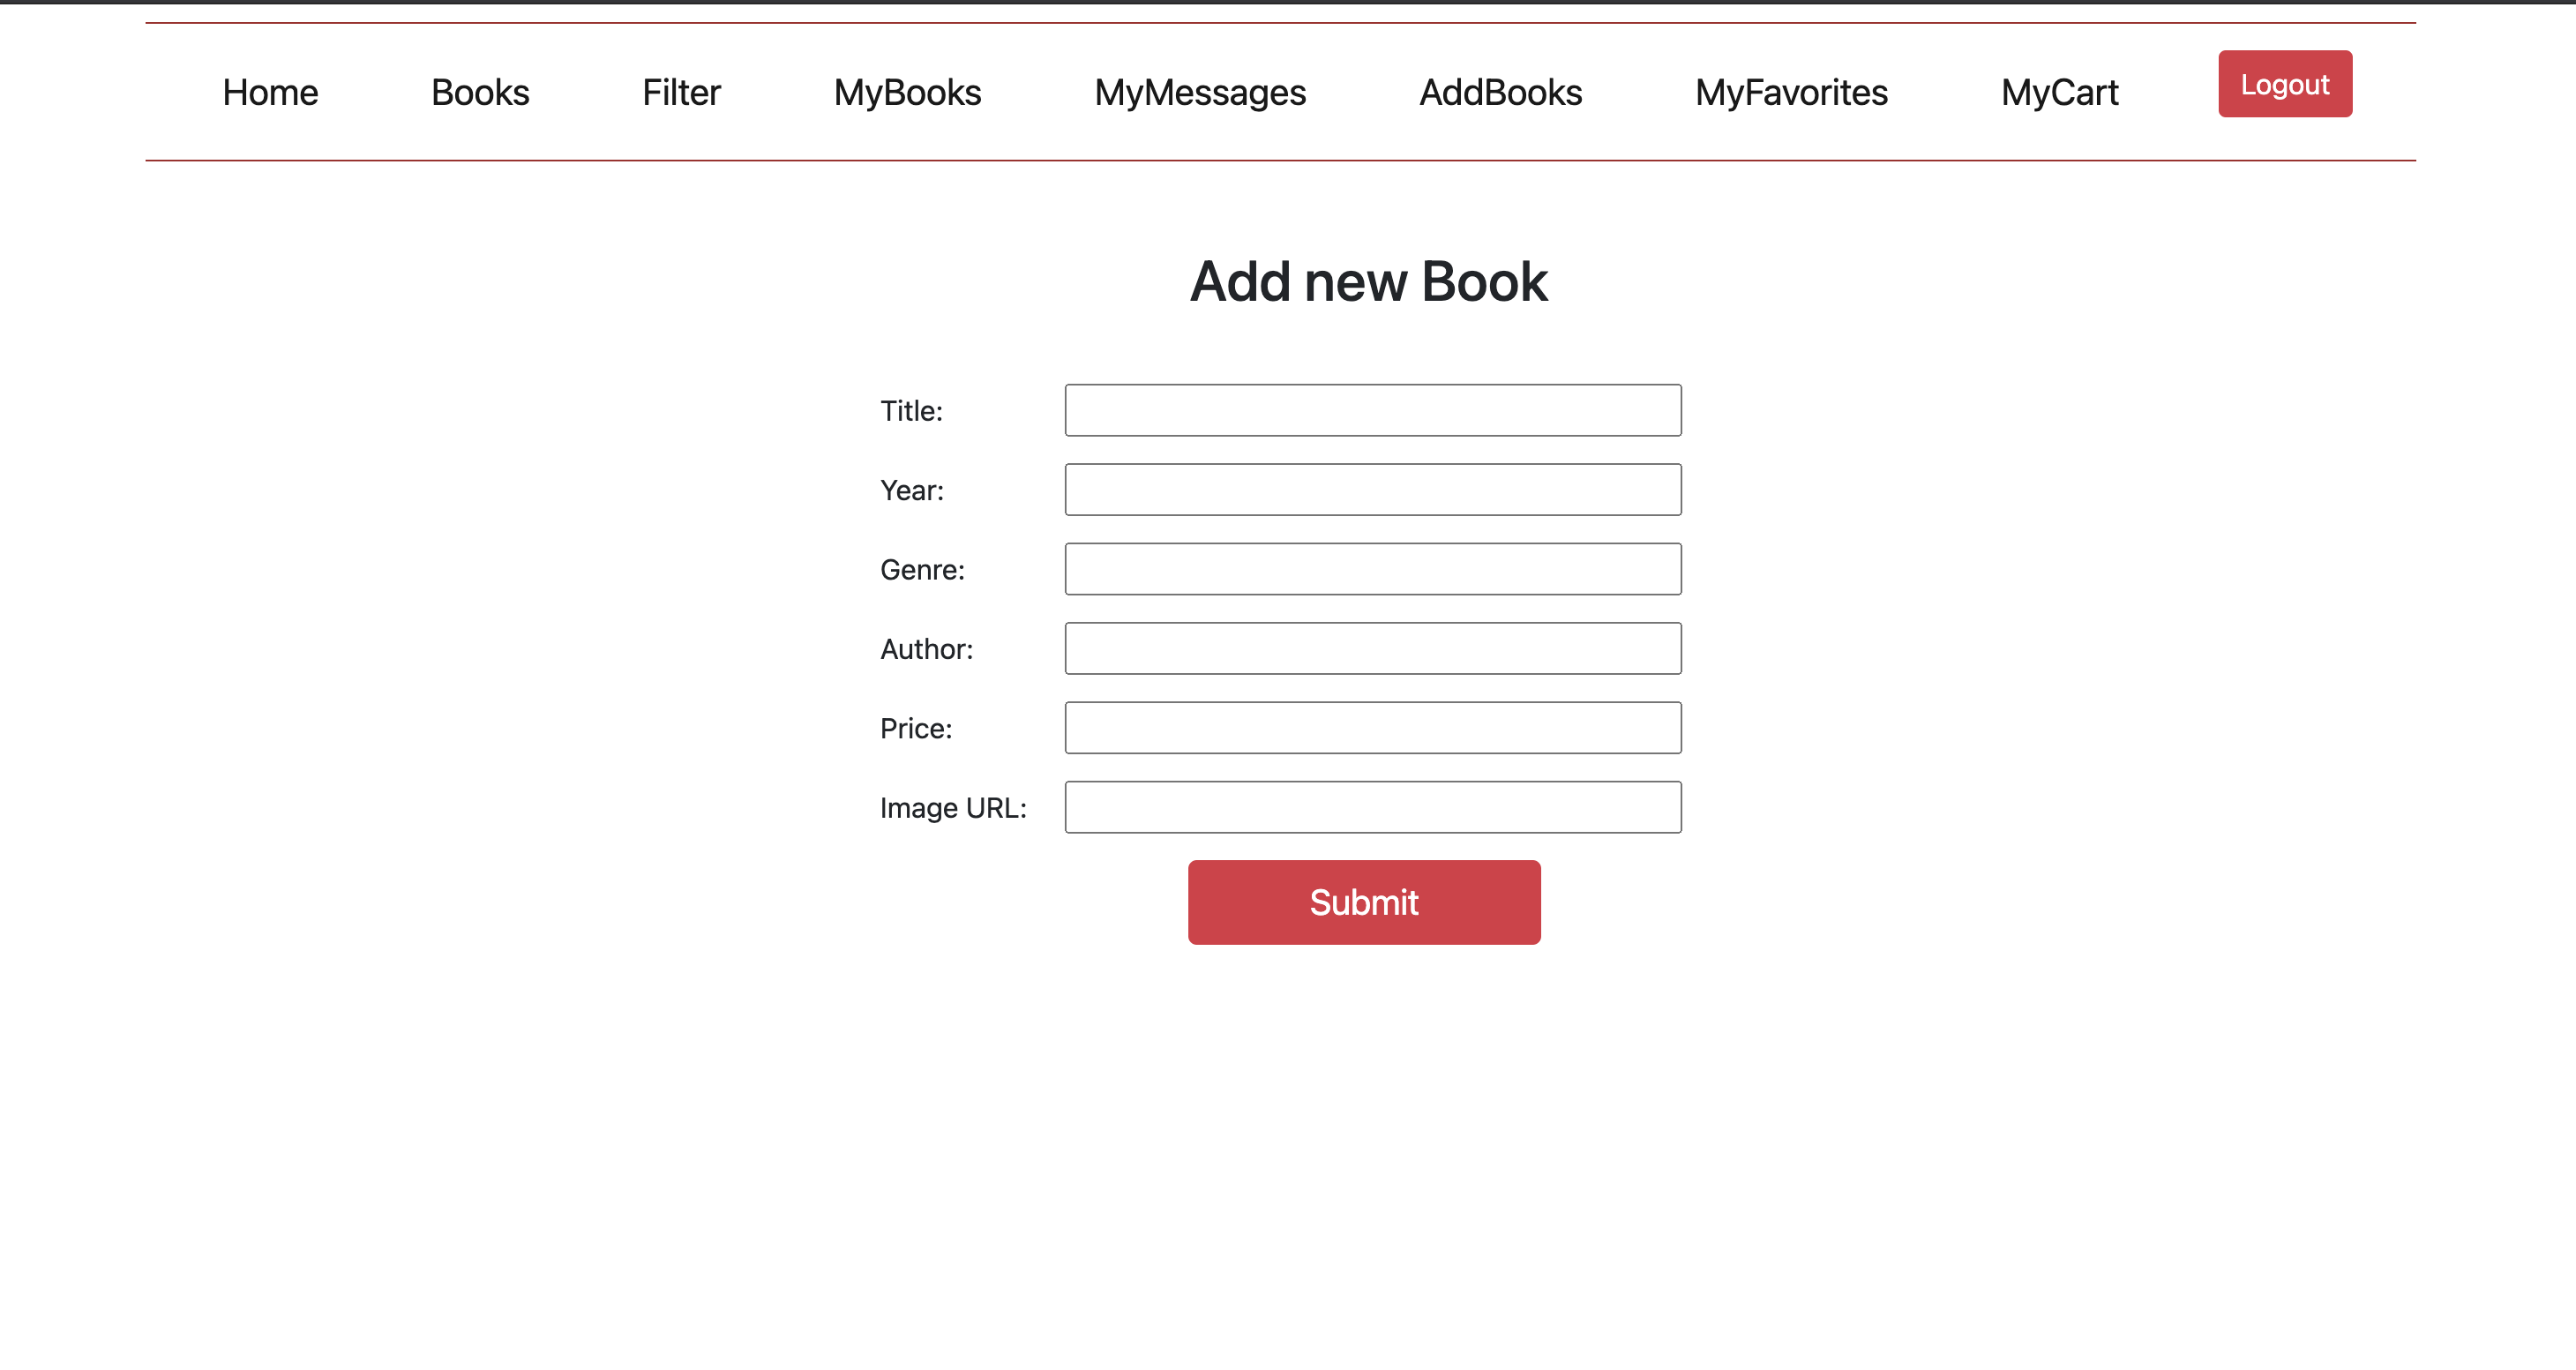 Home Books Filter MyBooks MyMessages AddBooks MyFavorites MyCart Logout
Add new Book
Title:
Year:
Genre:
Author:
Price:
Image URL:
Submit